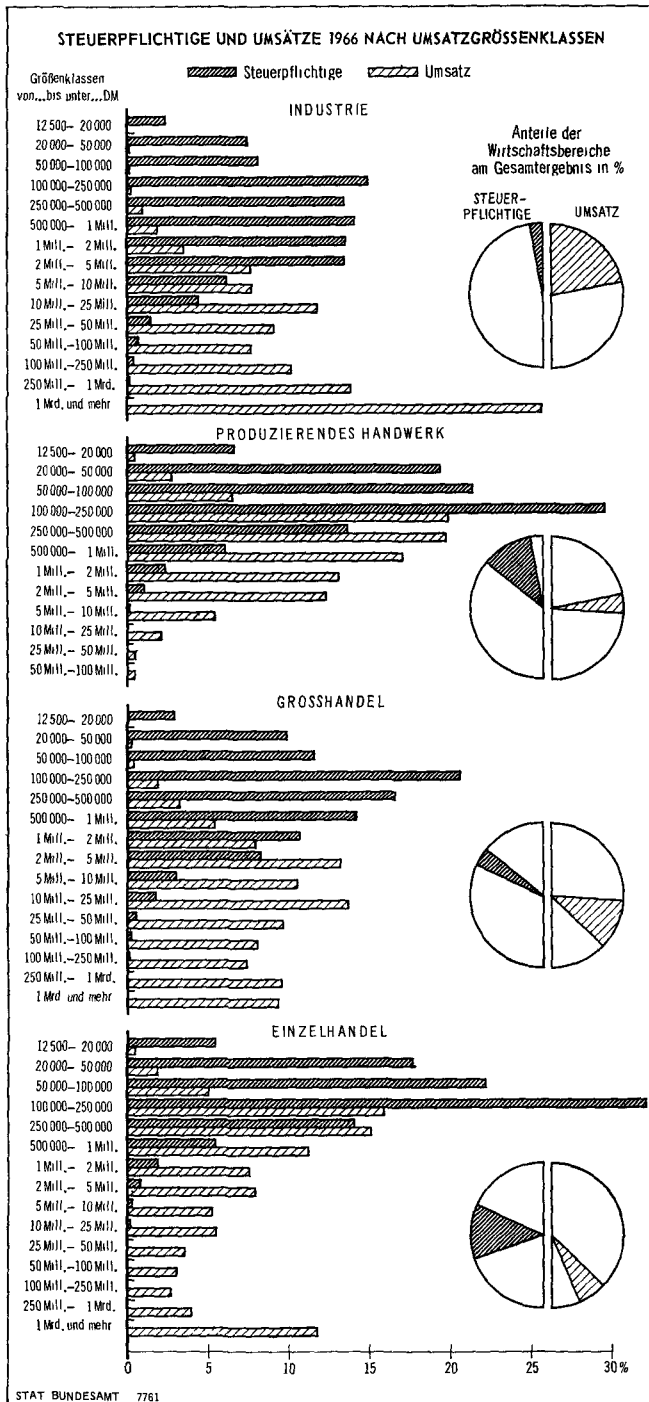 STEUERPFLICHTIGE UND UMSÄTZE 1966 NACH UMSATZGRÖSSENKLASSEN
Steuerpflichtige
Umsatz
Größenklassen
von...bis unter...DM
INDUSTRIE
12 500– 20 000
20 000– 50 000
50 000–100 000
100 000–250 000
250 000–500 000
500 000– 1 Mill.
1 Mill.– 2 Mill.
2 Mill.– 5 Mill.
5 Mill.– 10 Mill.
10 Mill.– 25 Mill.
25 Mill.– 50 Mill.
50 Mill.–100 Mill.
100 Mill.–250 Mill.
250 Mill.– 1 Mrd.
1 Mrd. und mehr
Anteile der
Wirtschaftsbereiche
am Gesamtergebnis in %
STEUER-
PFLICHTIGE
UMSATZ
PRODUZIERENDES HANDWERK
12 500– 20 000
20 000– 50 000
50 000–100 000
100 000–250 000
250 000–500 000
500 000– 1 Mill.
1 Mill.– 2 Mill.
2 Mill.– 5 Mill.
5 Mill.– 10 Mill.
10 Mill.– 25 Mill.
25 Mill.– 50 Mill.
50 Mill.–100 Mill.
GROSSHANDEL
12 500– 20 000
20 000– 50 000
50 000–100 000
100 000–250 000
250 000–500 000
500 000– 1 Mill.
1 Mill.– 2 Mill.
2 Mill.– 5 Mill.
5 Mill.– 10 Mill.
10 Mill.– 25 Mill.
25 Mill.– 50 Mill.
50 Mill.–100 Mill.
100 Mill.–250 Mill.
250 Mill.– 1 Mrd.
1 Mrd und mehr
EINZELHANDEL
12 500– 20 000
20 000– 50 000
50 000–100 000
100 000–250 000
250 000–500 000
500 000– 1 Mill.
1 Mill.– 2 Mill.
2 Mill.– 5 Mill.
5 Mill.– 10 Mill.
10 Mill.– 25 Mill.
25 Mill.– 50 Mill.
50 Mill.–100 Mill.
100 Mill.–250 Mill.
250 Mill.– 1 Mrd.
1 Mrd. und mehr
0 5 10 15 20 25 30 %
STAT BUNDESAMT 7761